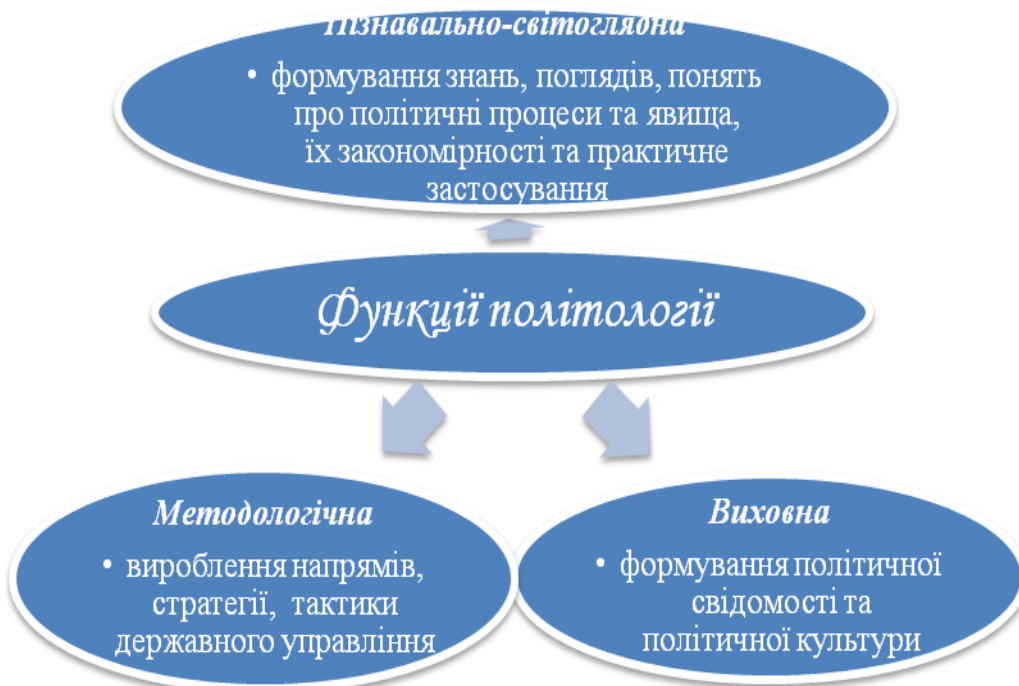 Пізнавально-світоглядна
• формування знань, поглядів, понять
про політичні процеси та явища,
їх закономірності та практичне
застосування
Функції політології
Методологічна
• вироблення напрямів,
стратегії, тактики
державного управління
Виховна
• формування політичної
свідомості та
політичної культури